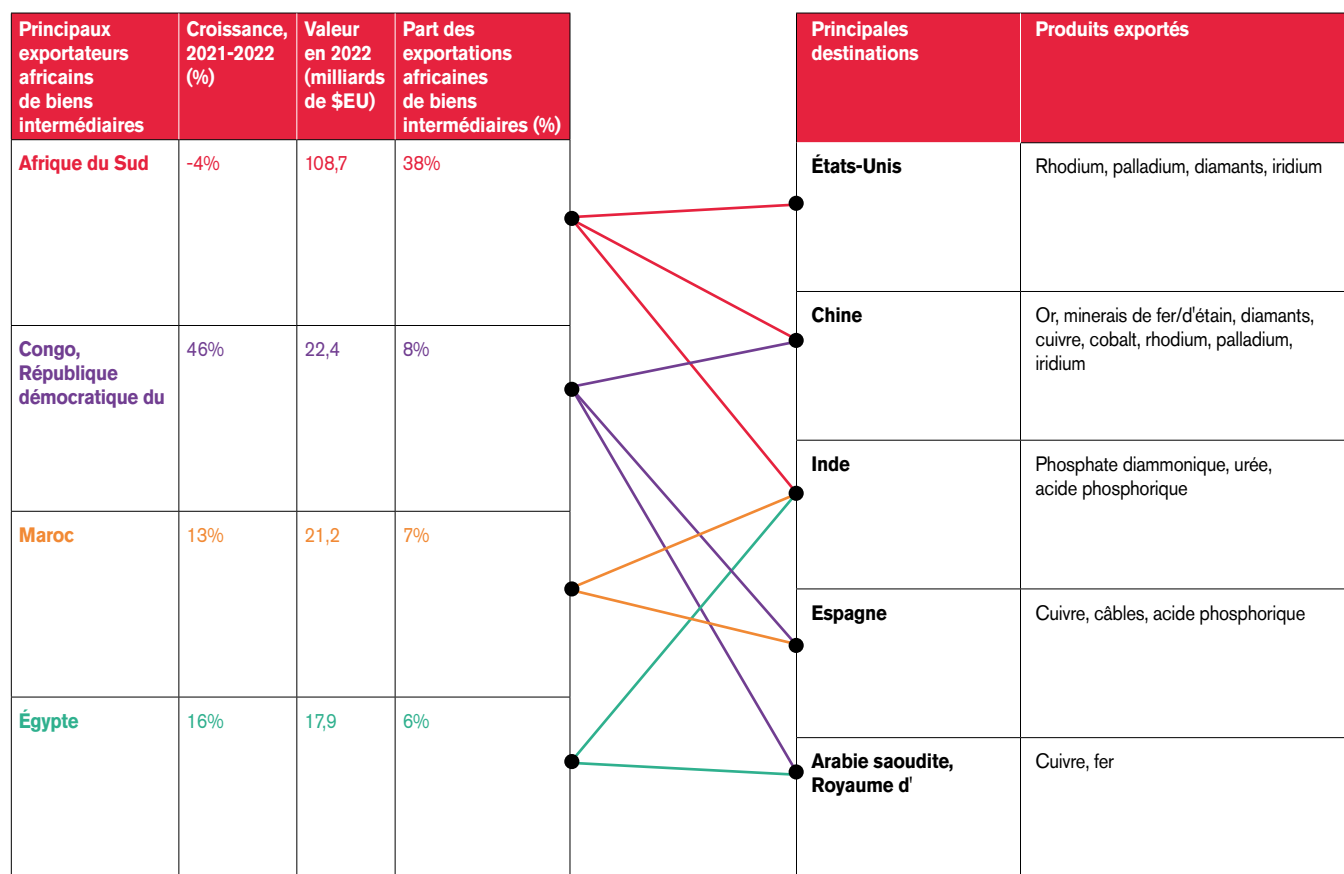 Principaux
exportateurs
africains
de biens
intermédiaires
Croissance,
2021-2022
(%)
Valeur
en 2022
(milliards
de $EU)
Part des
exportations
africaines
de biens
intermédiaires (%)
Afrique du Sud
-4%
108,7
38%
Congo,
République
démocratique du
46%
22,4
8%
Maroc
13%
21,2
7%
Égypte
16%
17,9
6%
Principales
destinations
Produits exportés
États-Unis
Rhodium, palladium, diamants, iridium
Chine
Or, minerais de fer/d'étain, diamants,
cuivre, cobalt, rhodium, palladium,
iridium
Inde
Phosphate diammonique, urée,
acide phosphorique
Espagne
Cuivre, câbles, acide phosphorique
Arabie saoudite,
Royaume d'
Cuivre, fer